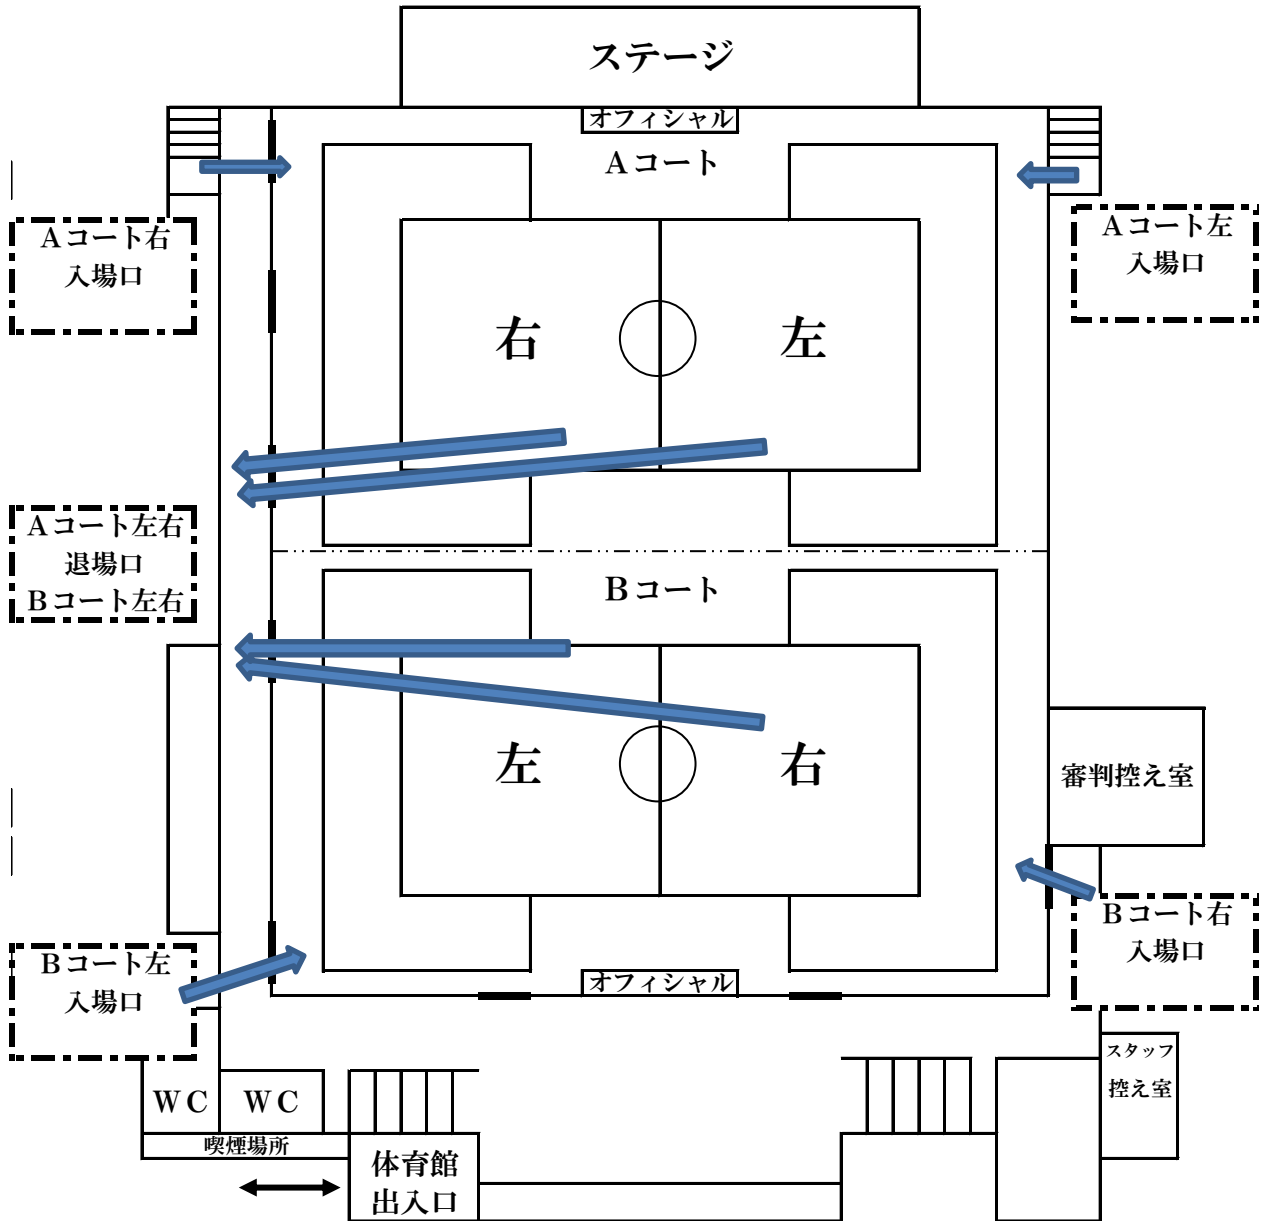 ステージ
オフィシャル
Aコート
Aコート右
入場口
Aコート左
入場口
右
左
Aコート左右
退場口
Bコート左右
Bコート
左
右
審判控え室
Bコート右
入場口
Bコート左
入場口
オフィシャル
スタッフ
控え室
WC
WC
喫煙場所
体育館
出入口